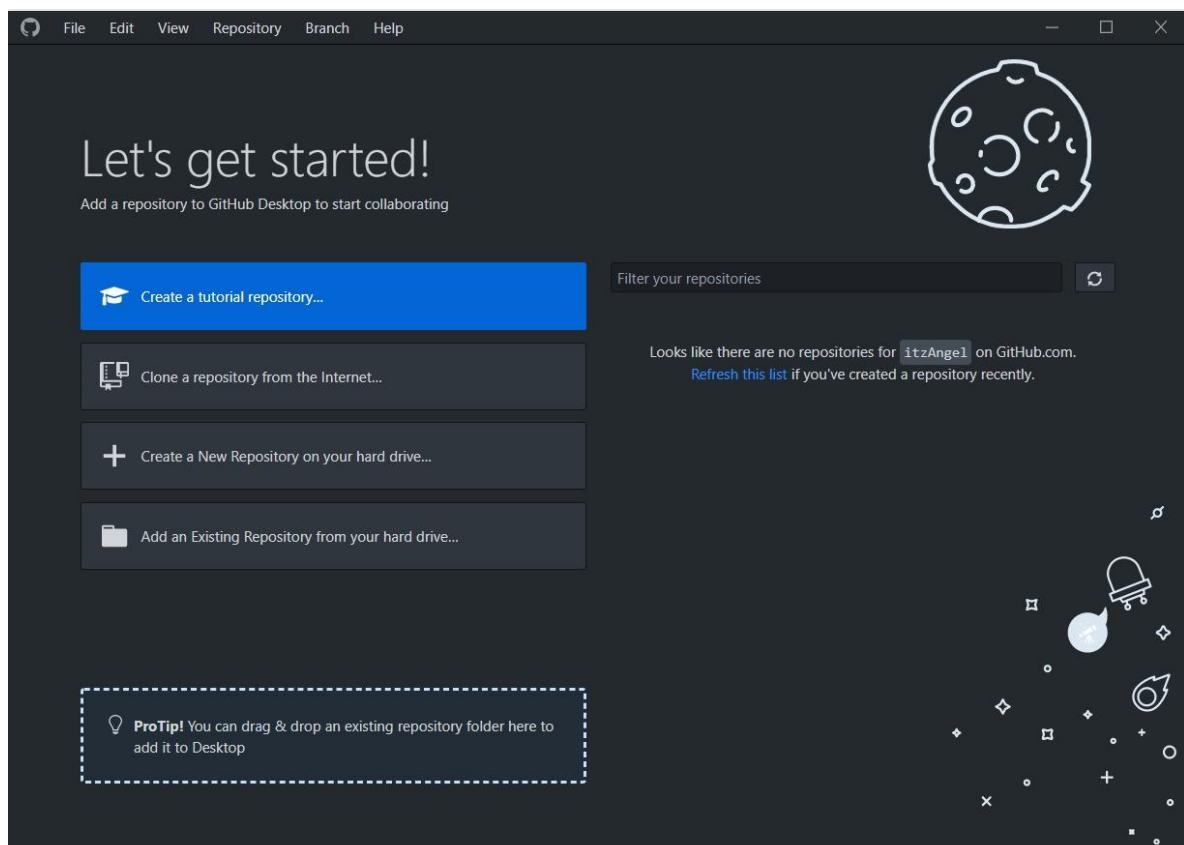 File Edit View Repository Branch Help
Let's get started!
Add a repository to GitHub Desktop to start collaborating
Create a tutorial repository...
Clone a repository from the Internet...
Create a New Repository on your hard drive...
Add an Existing Repository from your hard drive...
Filter your repositories
Looks like there are no repositories for itzAngel on GitHub.com.
Refresh this list if you've created a repository recently.
ProTip! You can drag & drop an existing repository folder here to
add it to Desktop